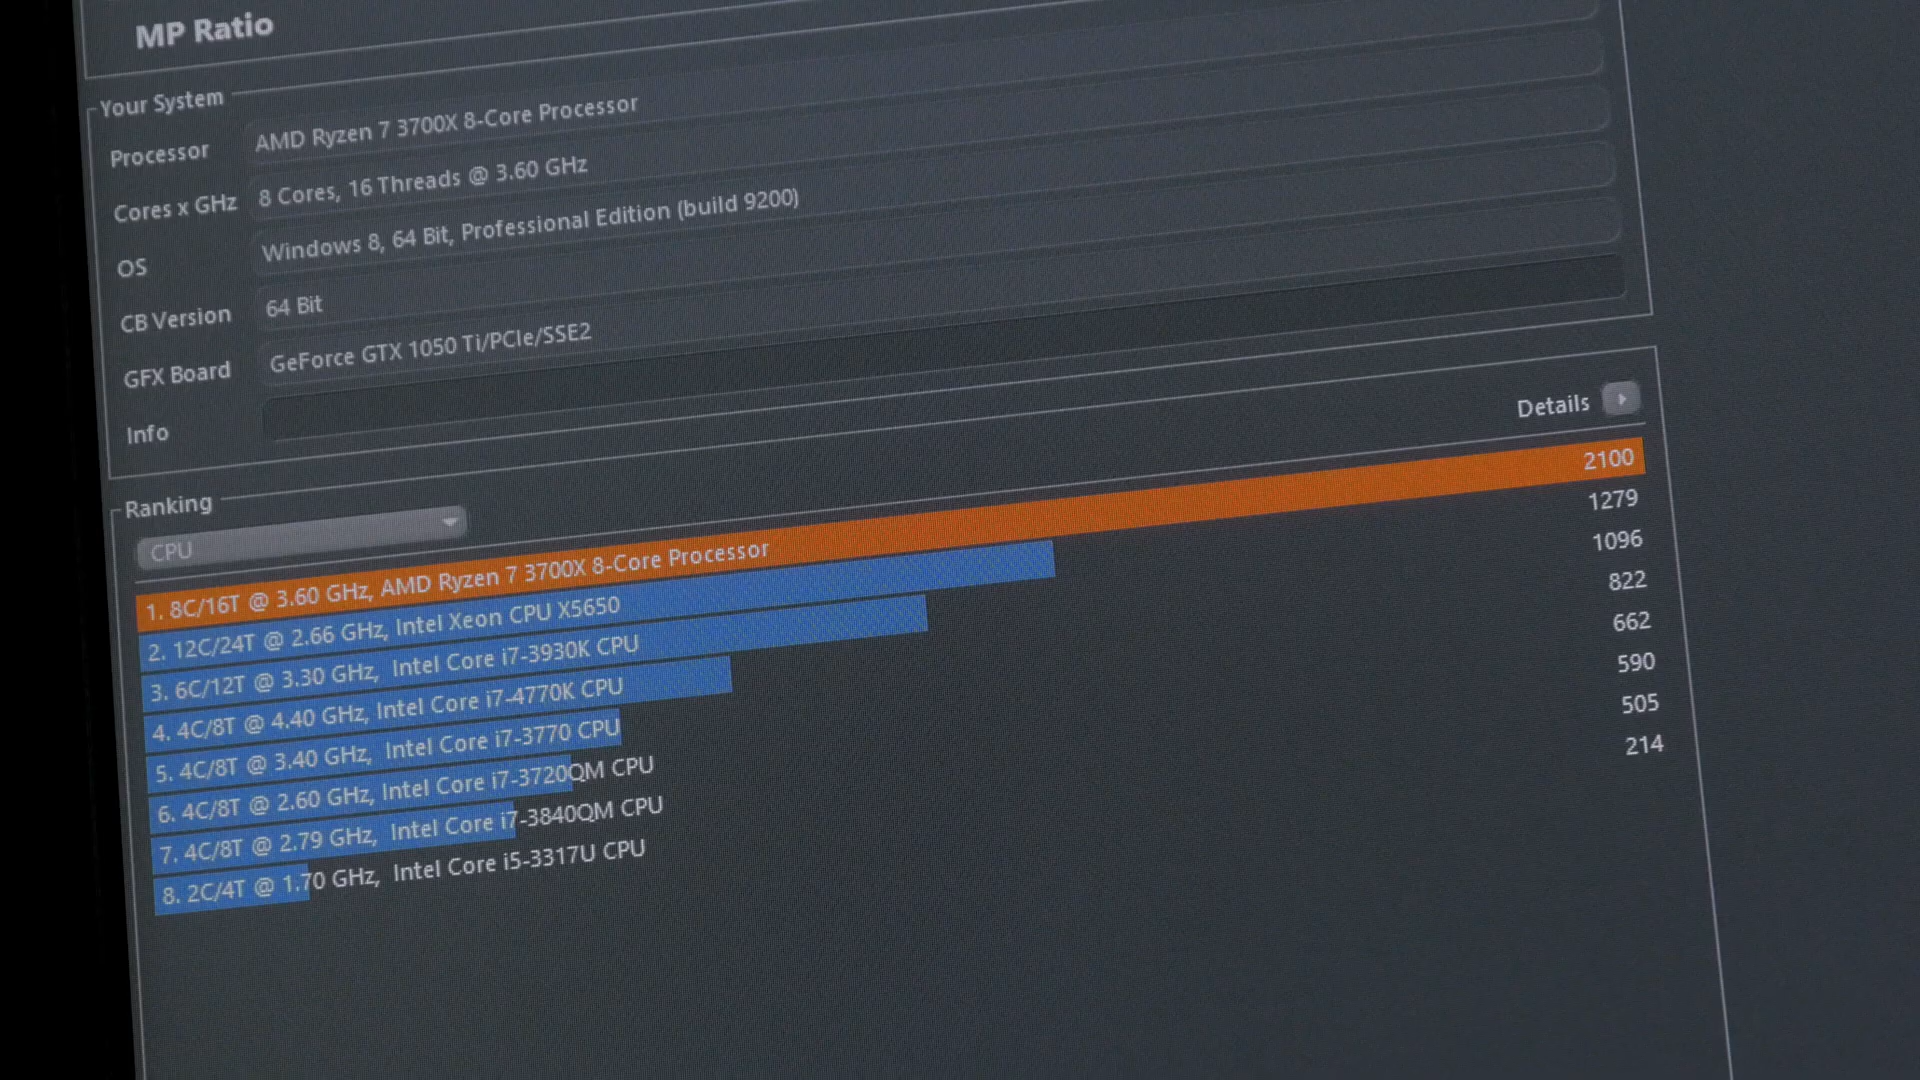 MP Ratio
Your System
Processor AMD Ryzen 7 3700X 8-Core Processor
Cores x GHz 8 Cores, 16 Threads @ 3.60 GHz
OS Windows 8, 64 Bit, Professional Edition (build 9200)
CB Version 64 Bit
GFX Board GeForce GTX 1050 Ti/PCIe/SSE2
Info
Ranking
CPU Details
1. 8C/16T @ 3.60 GHz, AMD Ryzen 7 3700X 8-Core Processor 2100
2. 12C/24T @ 2.66 GHz, Intel Xeon CPU X5650 1279
3. 6C/12T @ 3.30 GHz, Intel Core i7-3930K CPU 1096
4. 4C/8T @ 4.40 GHz, Intel Core i7-4770K CPU 822
5. 4C/8T @ 3.40 GHz, Intel Core i7-3770 CPU 662
6. 4C/8T @ 2.60 GHz, Intel Core i7-3720QM CPU 590
7. 4C/8T @ 2.79 GHz, Intel Core i7-3840QM CPU 505
8. 2C/4T @ 1.70 GHz, Intel Core i5-3317U CPU 214